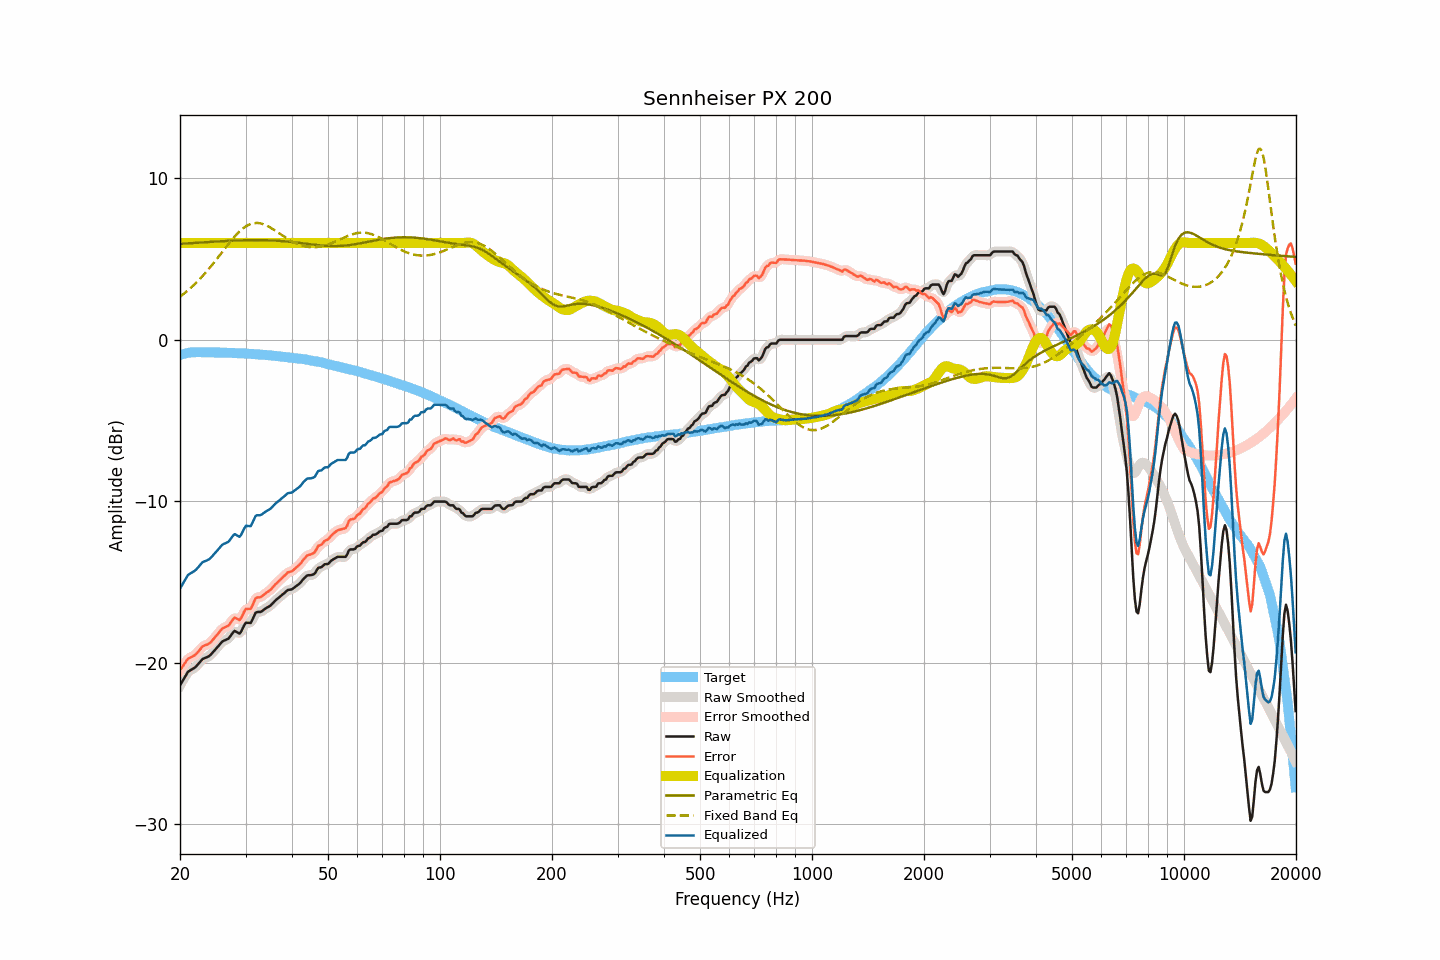 Sennheiser PX 200
Amplitude (dBr)
10
0
−10
−20
−30
Target
Raw Smoothed
Error Smoothed
Raw
Error
Equalization
Parametric Eq
Fixed Band Eq
Equalized
20 50 100 200 500 1000 2000 5000 10000 20000
Frequency (Hz)